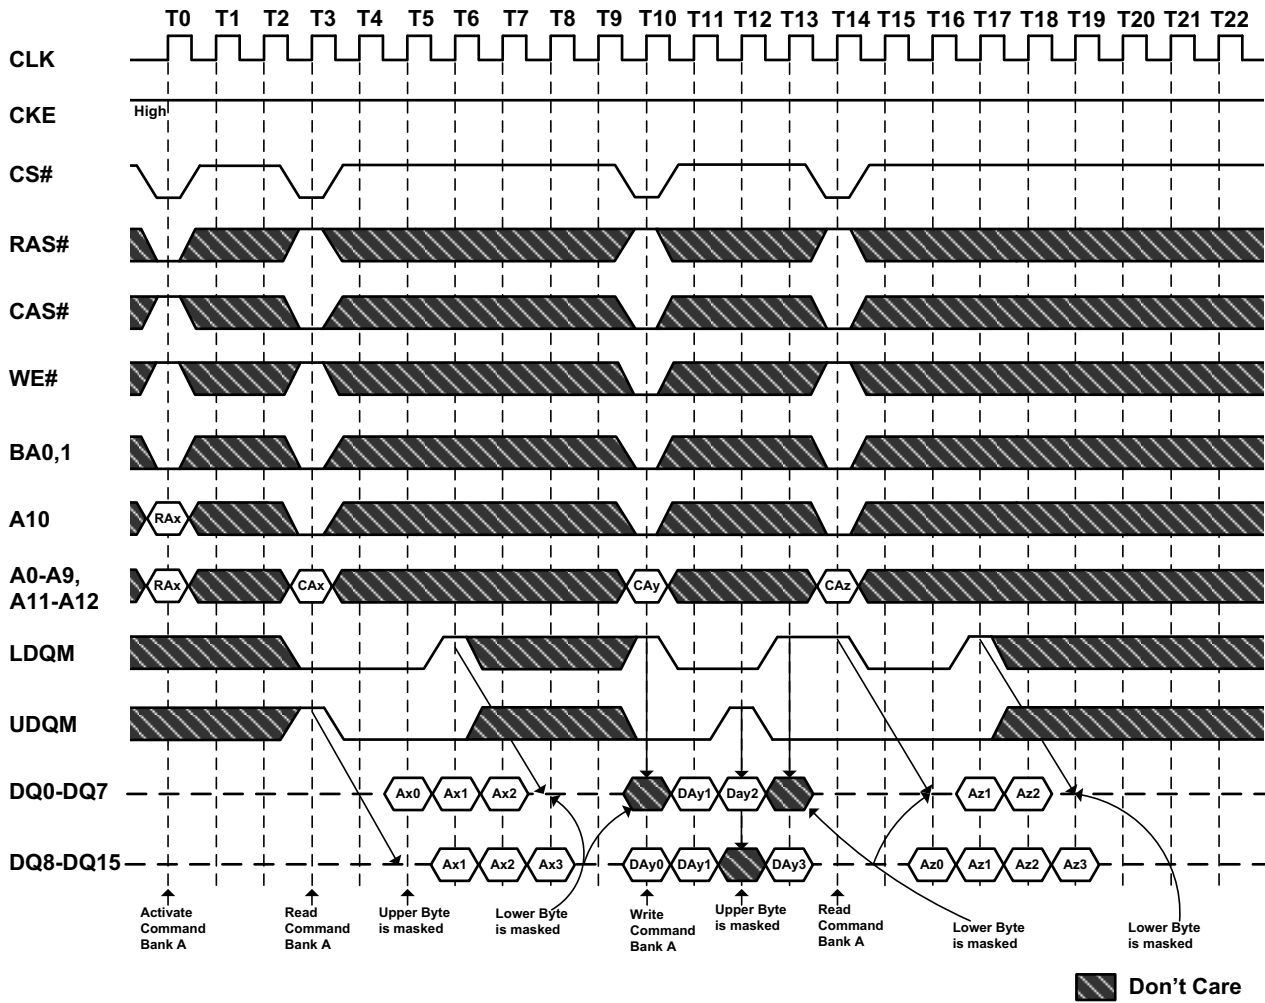 T0 T1 T2 T3 T4 T5 T6 T7 T8 T9 T10 T11 T12 T13 T14 T15 T16 T17 T18 T19 T20 T21 T22
CLK
CKE
High
CS#
RAS#
CAS#
WE#
BA0,1
A10
RAx
A0-A9,
A11-A12
RAx CAx CAy CAz
LDQM
UDQM
DQ0-DQ7
Ax0 Ax1 Ax2 DAy1 Day2 Az1 Az2
DQ8-DQ15
Ax1 Ax2 Ax3 DAy0 DAy1 DAy3 Az0 Az1 Az2 Az3
Activate
Command
Bank A
Read
Command
Bank A
Upper Byte
is masked
Lower Byte
is masked
Write
Command
Bank A
Upper Byte
is masked
Read
Command
Bank A
Lower Byte
is masked
Lower Byte
is masked
Don't Care